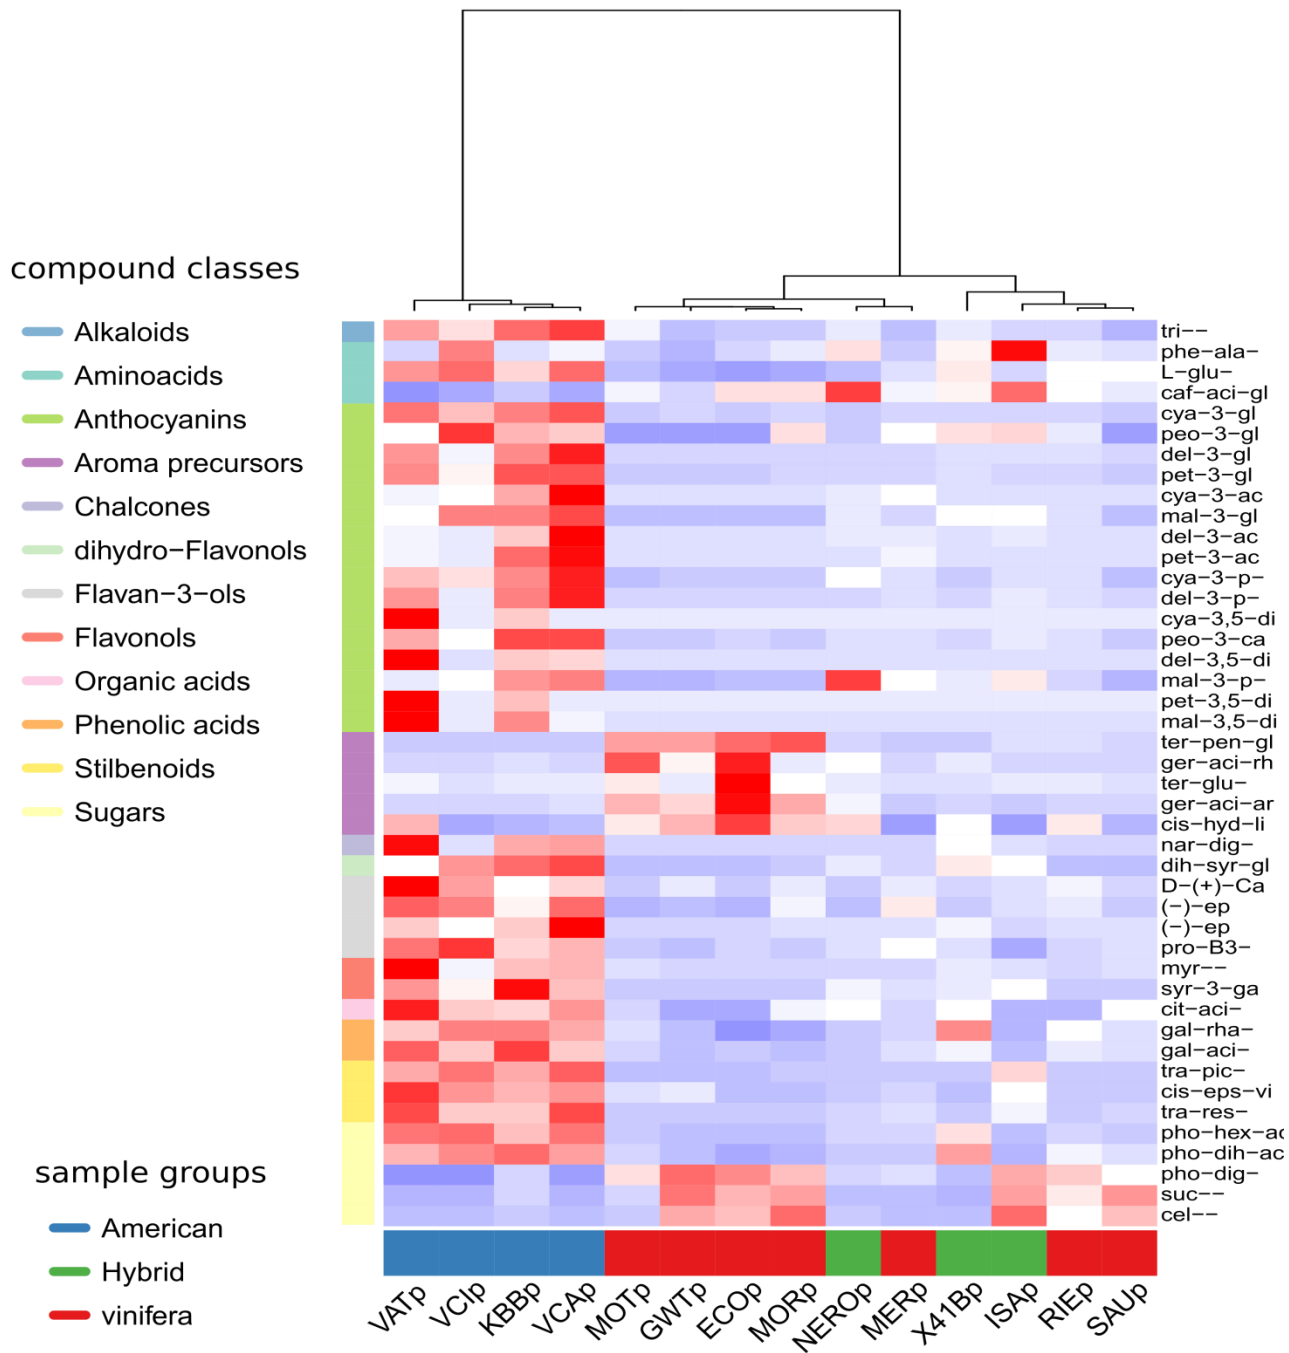 compound classes
Alkaloids
Aminoacids
Anthocyanins
Aroma precursors
Chalcones
dihydro−Flavonols
Flavan−3−ols
Flavonols
Organic acids
Phenolic acids
Stilbenoids
Sugars
sample groups
American
Hybrid
vinifera
tri−−
phe−ala−
L−glu−
caf−aci−gl
cya−3−gl
peo−3−gl
del−3−gl
pet−3−gl
cya−3−ac
mal−3−gl
del−3−ac
pet−3−ac
cya−3−p−
del−3−p−
cya−3,5−di
peo−3−ca
del−3,5−di
mal−3−p−
pet−3,5−di
mal−3,5−di
ter−pen−gl
ger−aci−rh
ter−glu−
ger−aci−ar
cis−hyd−li
nar−dig−
dih−syr−gl
D−(+)−Ca
(−)−ep
(−)−ep
pro−B3−
myr−−
syr−3−ga
cit−aci−
gal−rha−
gal−aci−
tra−pic−
cis−eps−vi
tra−res−
pho−hex−ac
pho−dih−ac
pho−dig−
suc−−
cel−−
VATp
VCIp
KBBp
VCAp
MOTp
GWTp
ECOp
MORp
NEROp
MERp
X41Bp
ISAp
RIEp
SAUp